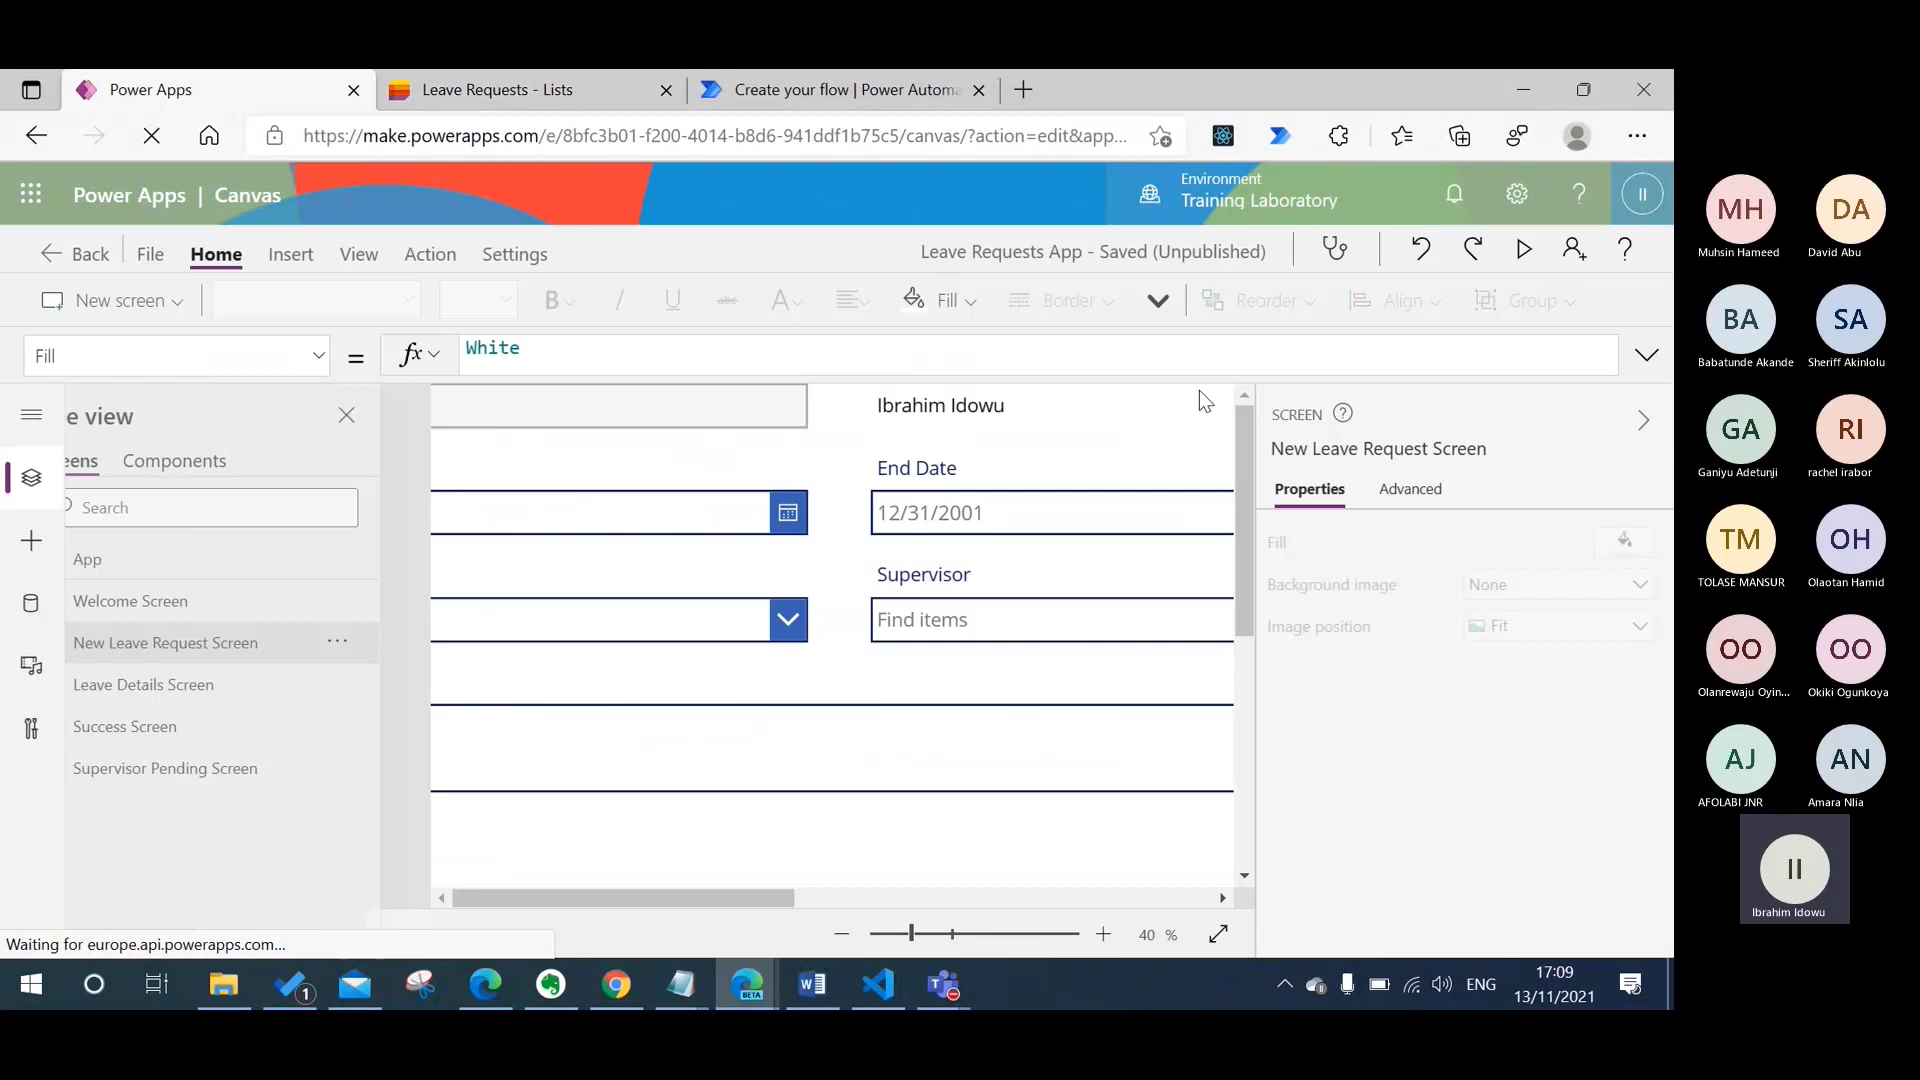 Power Apps
Leave Requests - Lists
Create your flow | Power Automa
https://make.powerapps.com/e/8bfc3b01-f200-4014-b8d6-941ddf1b75c5/canvas/?action=edit&app...
Power Apps | Canvas
Environment
Training Laboratory
II
Back
File
Home
Insert
View
Action
Settings
Leave Requests App - Saved (Unpublished)
New screen
B
/
U
abc
A
Fill
Border
Reorder
Align
Group
Fill
=
fx
White
e view
eens
Components
Search
App
Welcome Screen
New Leave Request Screen
Leave Details Screen
Success Screen
Supervisor Pending Screen
Ibrahim Idowu
End Date
12/31/2001
Supervisor
Find items
SCREEN
New Leave Request Screen
Properties
Advanced
Fill
Background image
None
Image position
Fit
40 %
Waiting for europe.api.powerapps.com...
1
BETA
ENG
17:09
13/11/2021
MH
Muhsin Hameed
DA
David Abu
BA
Babatunde Akande
SA
Sheriff Akinlolu
GA
Ganiyu Adetunji
RI
rachel irabor
TM
TOLASE MANSUR
OH
Olaotan Hamid
OO
Olanrewaju Oyin...
OO
Okiki Ogunkoya
AJ
AFOLABI JNR
AN
Amara Nlia
II
Ibrahim Idowu